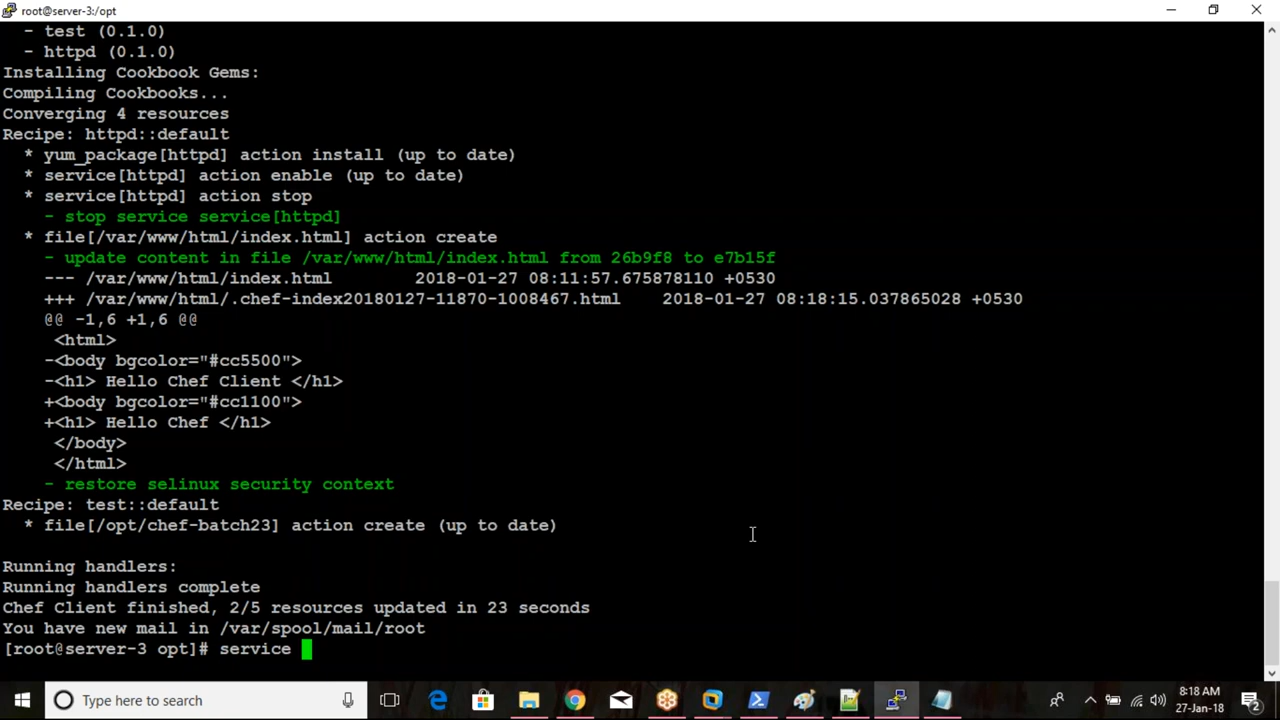 root@server-3:/opt
- test (0.1.0)
- httpd (0.1.0)
Installing Cookbook Gems:
Compiling Cookbooks...
Converging 4 resources
Recipe: httpd::default
* yum_package[httpd] action install (up to date)
* service[httpd] action enable (up to date)
* service[httpd] action stop
- stop service service[httpd]
* file[/var/www/html/index.html] action create
- update content in file /var/www/html/index.html from 26b9f8 to e7b15f
--- /var/www/html/index.html 2018-01-27 08:11:57.675878110 +0530
+++ /var/www/html/.chef-index20180127-11870-1008467.html 2018-01-27 08:18:15.037865028 +0530
@@ -1,6 +1,6 @@
<html>
-<body bgcolor="#cc5500">
-<h1> Hello Chef Client </h1>
+<body bgcolor="#cc1100">
+<h1> Hello Chef </h1>
</body>
</html>
- restore selinux security context
Recipe: test::default
* file[/opt/chef-batch23] action create (up to date)
Running handlers:
Running handlers complete
Chef Client finished, 2/5 resources updated in 23 seconds
You have new mail in /var/spool/mail/root
[root@server-3 opt]# service
Type here to search
8:18 AM
27-Jan-18
2